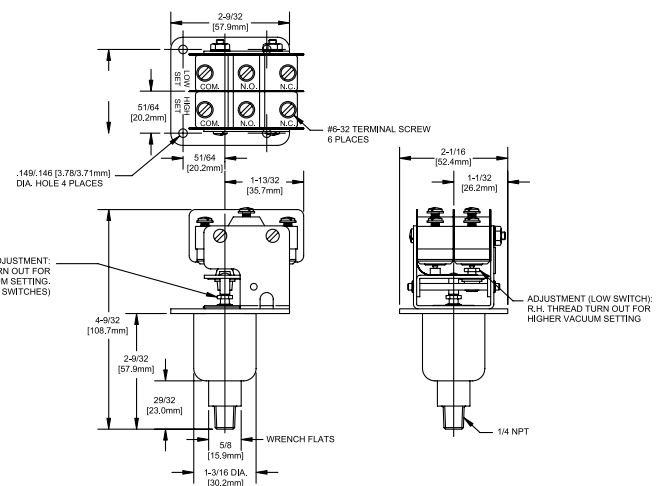 2-9/32
[57.9mm]
LOW
SET
COM.
N.O.
N.C.
HIGH
SET
COM.
N.O.
N.C.
51/64
[20.2mm]
#6-32 TERMINAL SCREW
6 PLACES
51/64
[20.2mm]
.149/.146 [3.78/3.71mm]
DIA. HOLE 4 PLACES
1-13/32
[35.7mm]
2-1/16
[52.4mm]
1-1/32
[26.2mm]
DJUSTMENT:
RN OUT FOR
UM SETTING.
SWITCHES)
ADJUSTMENT (LOW SWITCH):
R.H. THREAD TURN OUT FOR
HIGHER VACUUM SETTING
4-9/32
[108.7mm]
2-9/32
[57.9mm]
29/32
[23.0mm]
5/8
[15.9mm]
WRENCH FLATS
1-3/16 DIA.
[30.2mm]
1/4 NPT